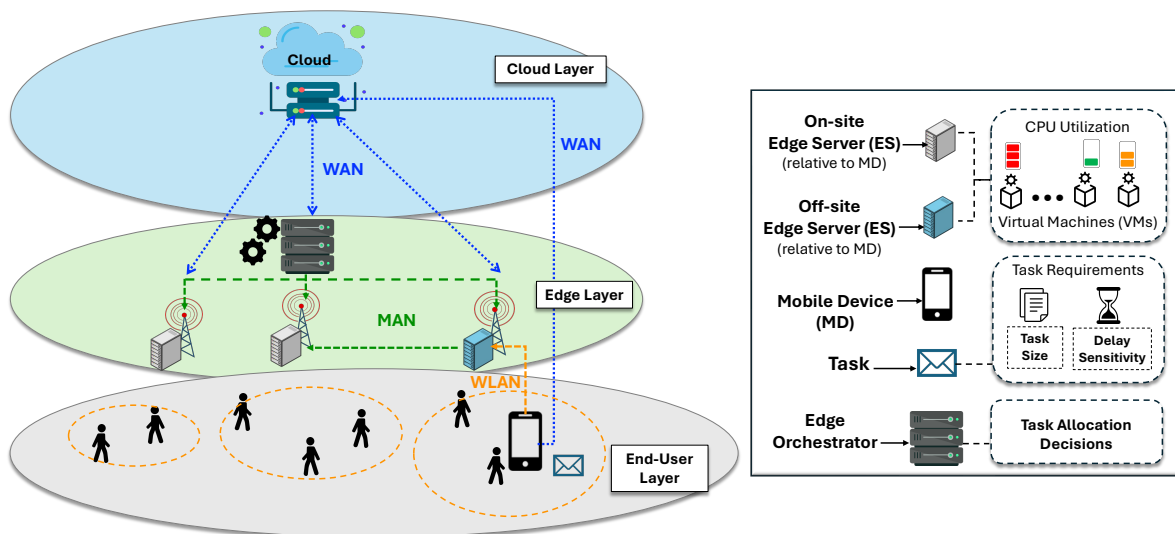 Cloud
Cloud Layer
WAN
WAN
Edge Layer
MAN
WLAN
End-User
Layer
On-site
Edge Server (ES)
(relative to MD)
CPU Utilization
Off-site
Edge Server (ES)
(relative to MD)
Virtual Machines (VMs)
Mobile Device
(MD)
Task Requirements
Task
Size
Delay
Sensitivity
Task
Edge
Orchestrator
Task Allocation
Decisions